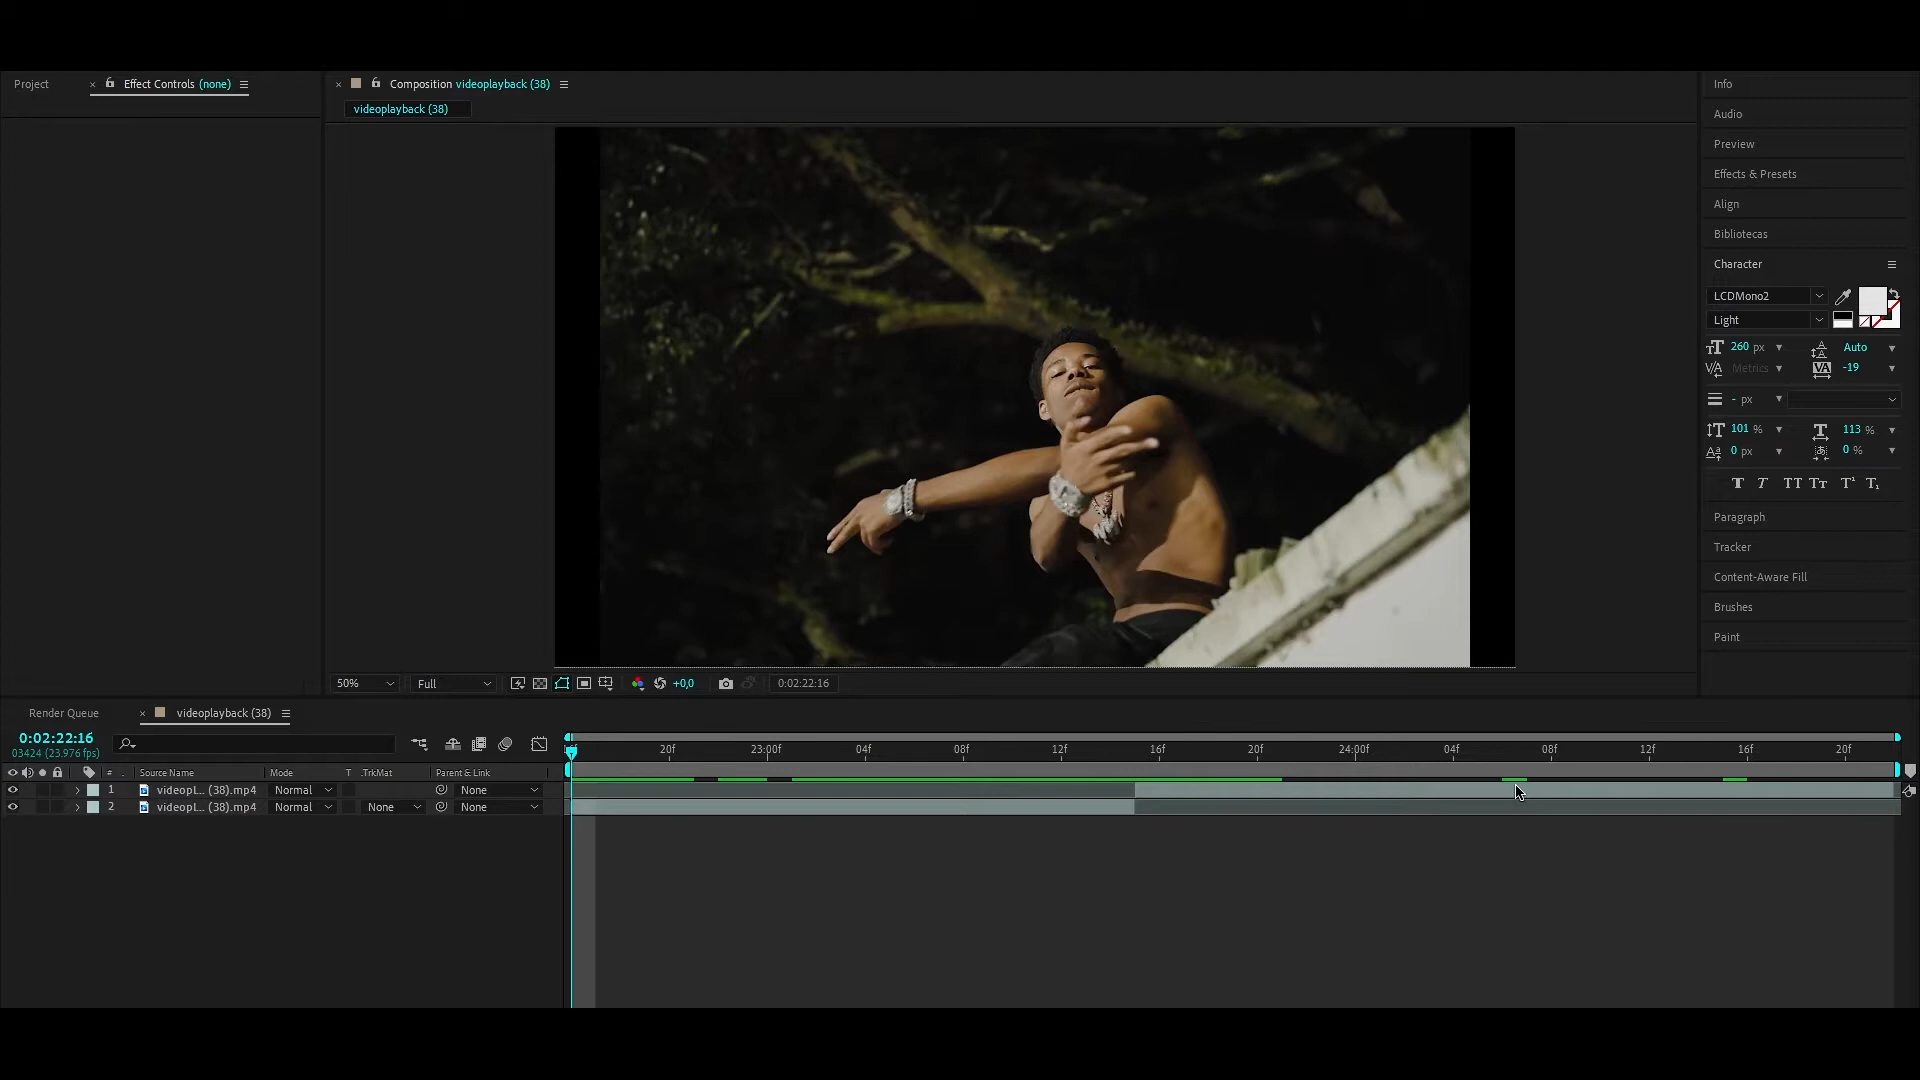 Project
Effect Controls (none)
Composition videoplayback (38)
videoplayback (38)
Info
Audio
Preview
Effects & Presets
Align
Bibliotecas
Character
LCDMono2
Light
260 px
Auto
Metrics
-19
- px
101 %
113 %
0 px
0 %
T T TT Tt T¹ T₁
Paragraph
Tracker
Content-Aware Fill
Brushes
Paint
50%
Full
+0,0
0:02:22:16
Render Queue
videoplayback (38)
0:02:22:16
03424 (23.976 fps)
20f 23:00f 04f 08f 12f 16f 20f 24:00f 04f 08f 12f 16f 20f
# . Source Name Mode T .TrkMat Parent & Link
1 videopl... (38).mp4 Normal None
2 videopl... (38).mp4 Normal None None